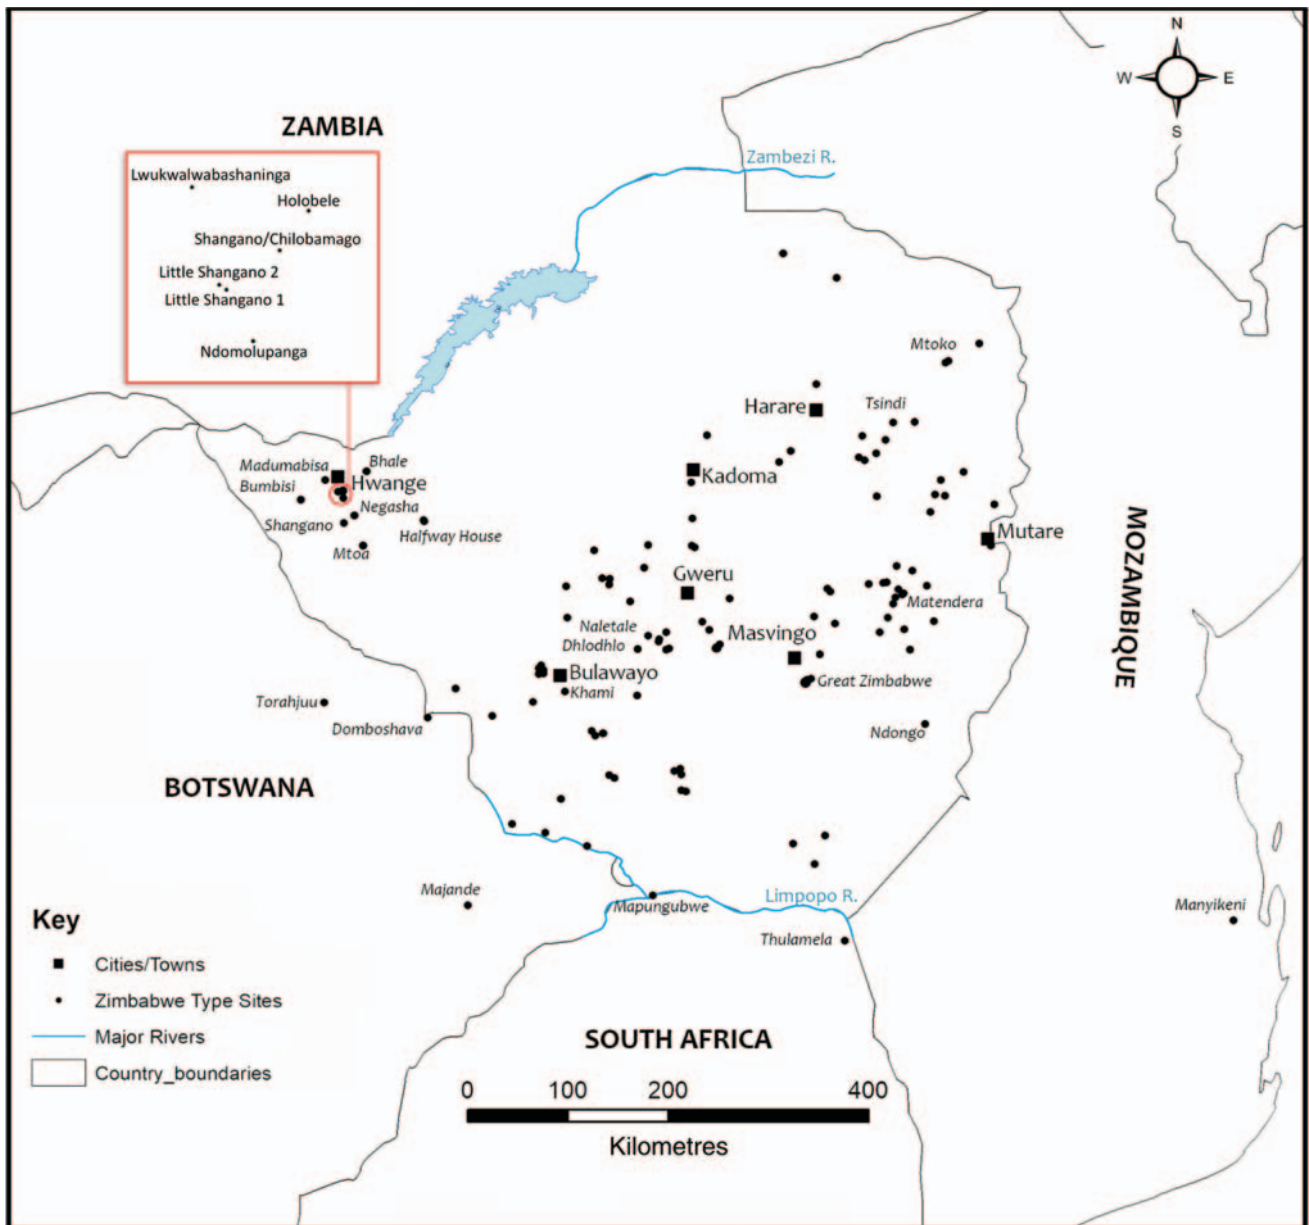 N
W E
S
ZAMBIA
Zambezi R.
Lwukwalwabashaninga
Holobele
Shangano/Chilobamago
Little Shangano 2
Little Shangano 1
Ndomolupanga
Mtoko
Harare
Tsindi
Madumabisa
Bhale
Bumbisi
Hwange
Kadoma
Negasha
Shangano
Halfway House
Mtoa
Mutare
MOZAMBIQUE
Gweru
Matendera
Naletale
Masvingo
Dhlodhlo
Bulawayo
Great Zimbabwe
Khami
Torahjuu
Domboshava
Ndongo
BOTSWANA
Majande
Mapungubwe
Limpopo R.
Manyikeni
Thulamela
Key
Cities/Towns
Zimbabwe Type Sites
Major Rivers
Country_boundaries
SOUTH AFRICA
0 100 200 400
Kilometres